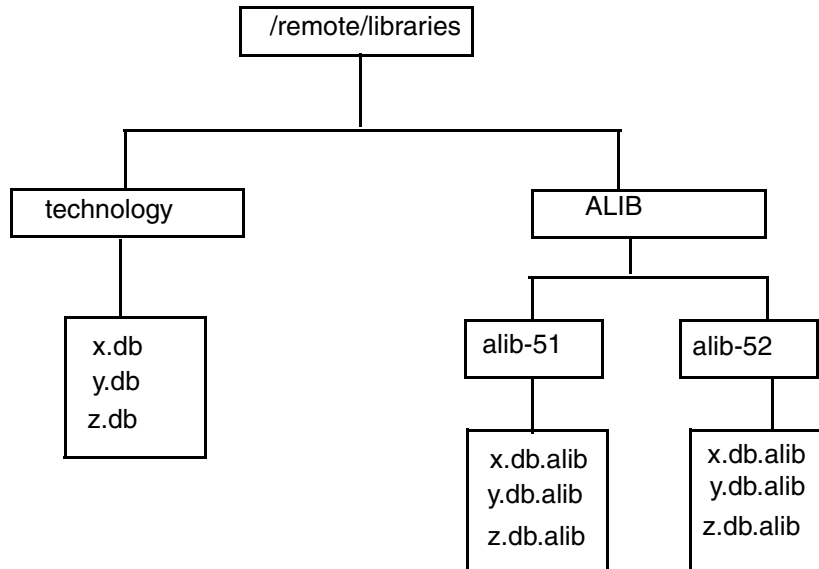 /remote/libraries
technology
ALIB
x.db
y.db
z.db
alib-51
alib-52
x.db.alib
y.db.alib
z.db.alib
x.db.alib
y.db.alib
z.db.alib